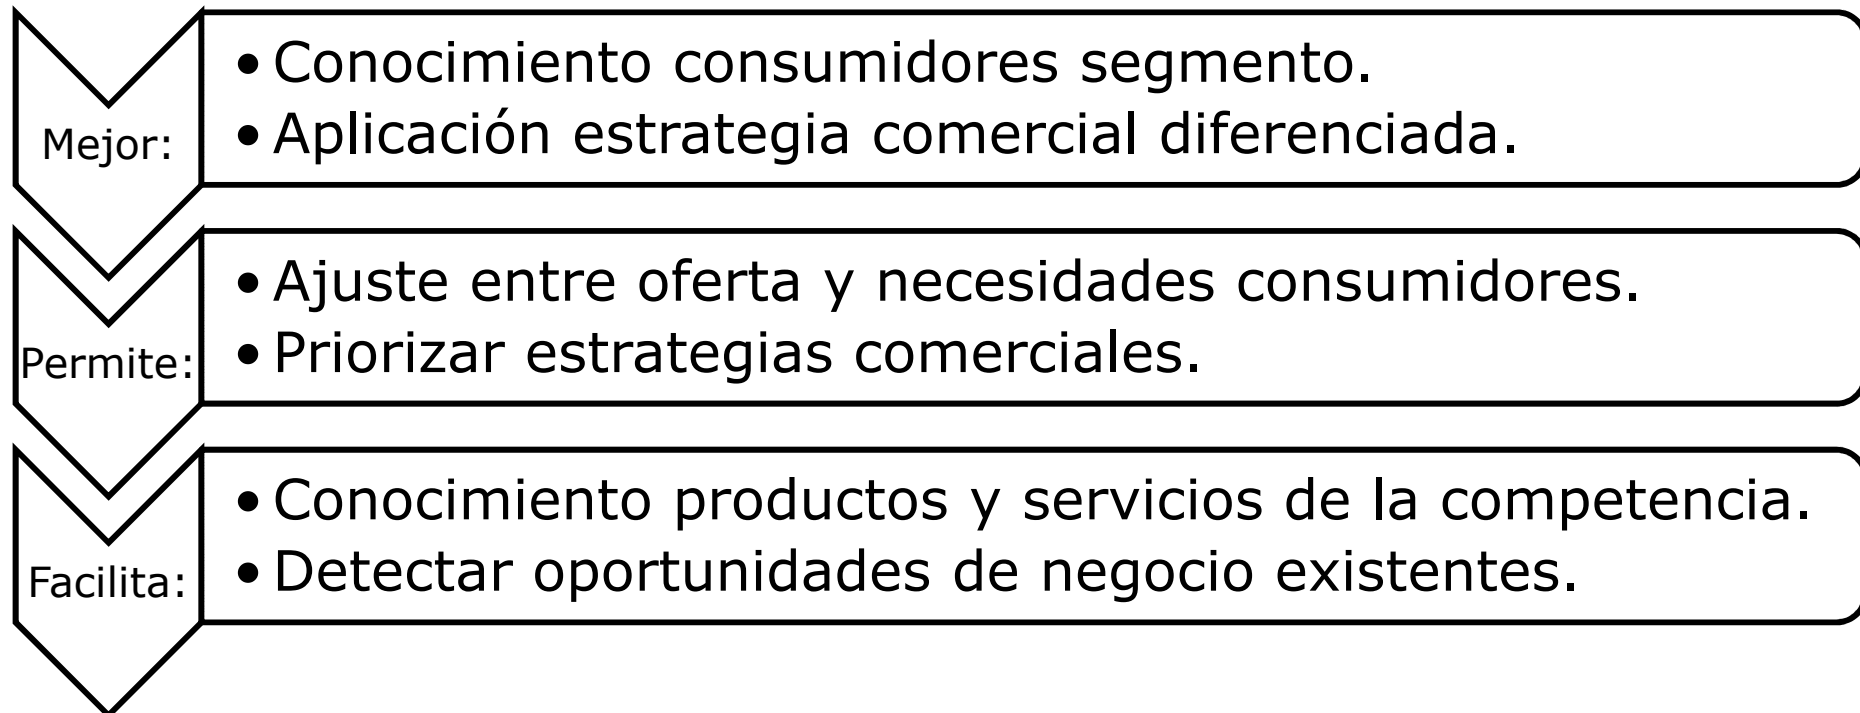 Mejor:
• Conocimiento consumidores segmento.
• Aplicación estrategia comercial diferenciada.
Permite:
• Ajuste entre oferta y necesidades consumidores.
• Priorizar estrategias comerciales.
Facilita:
• Conocimiento productos y servicios de la competencia.
• Detectar oportunidades de negocio existentes.